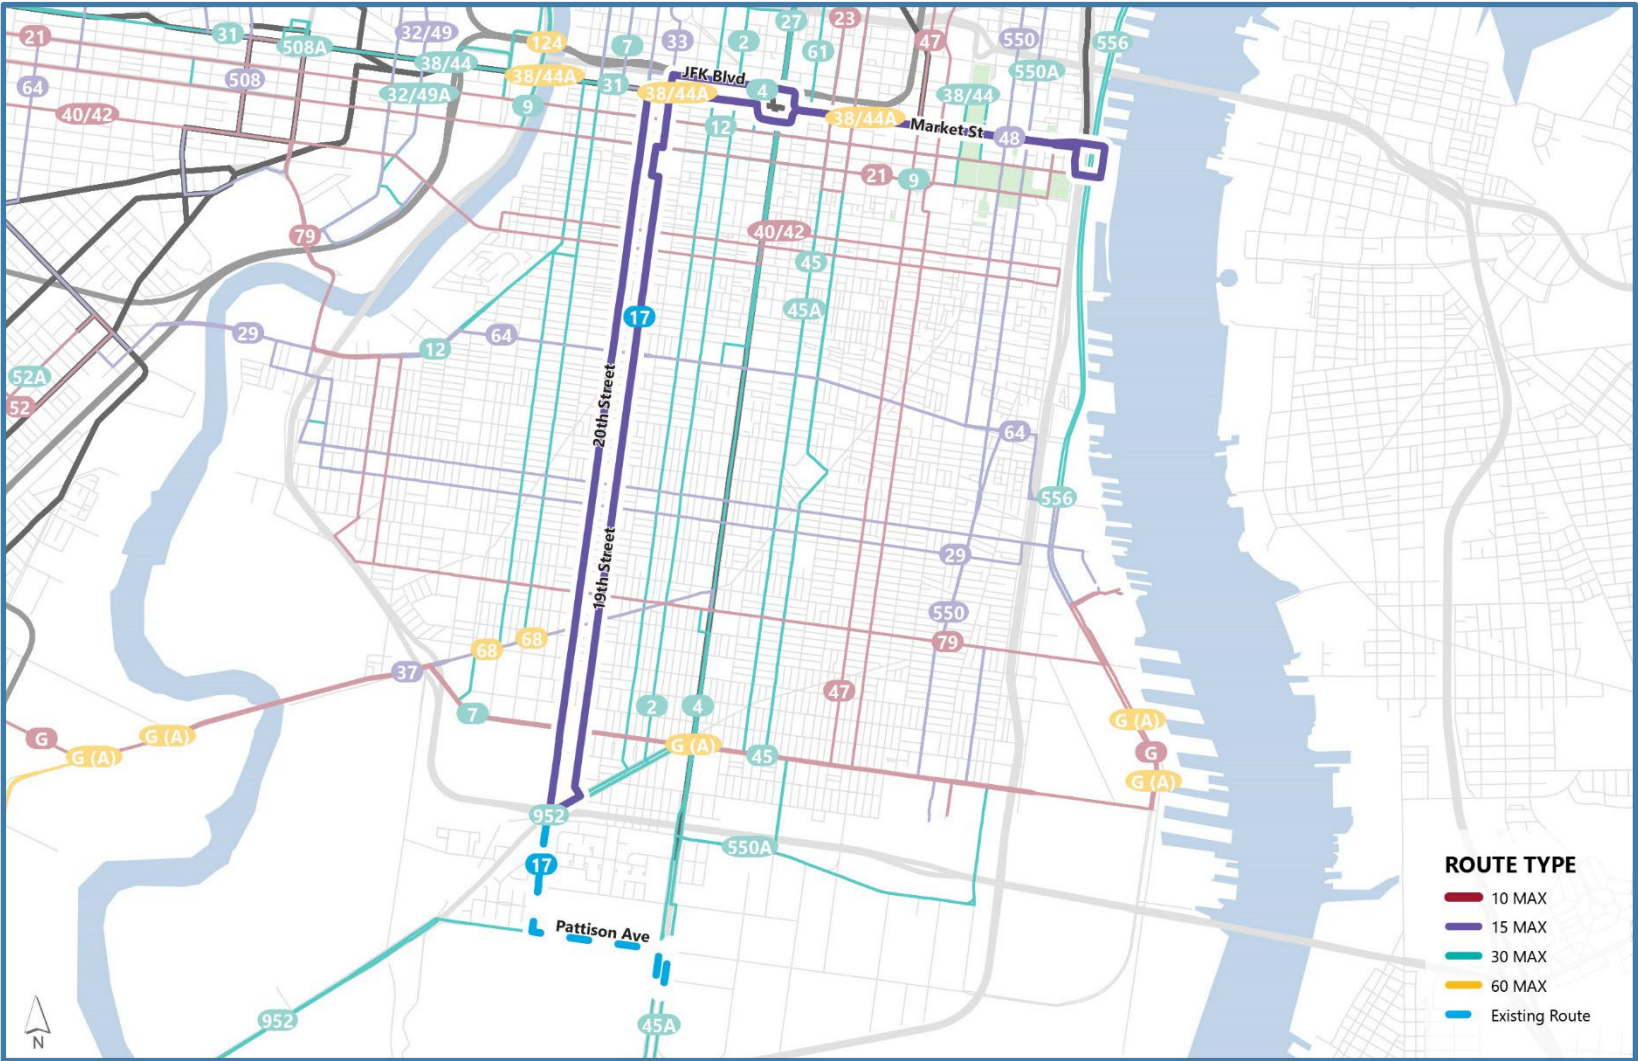 21
31
508A
32/49
124
7
33
2
27
61
23
47
550
556
64
508
38/44
38/44A
31
JFK Blvd
4
550A
40/42
32/49A
9
38/44A
12
38/44A
38/44
Market St
48
79
21
9
40/42
45
29
12
64
17
45A
52A
52
20th Street
64
556
19th Street
29
550
79
68
68
37
7
2
4
47
G
G (A)
G (A)
G (A)
45
G (A)
G
G (A)
952
17
550A
Pattison Ave
952
45A
N
ROUTE TYPE
10 MAX
15 MAX
30 MAX
60 MAX
Existing Route